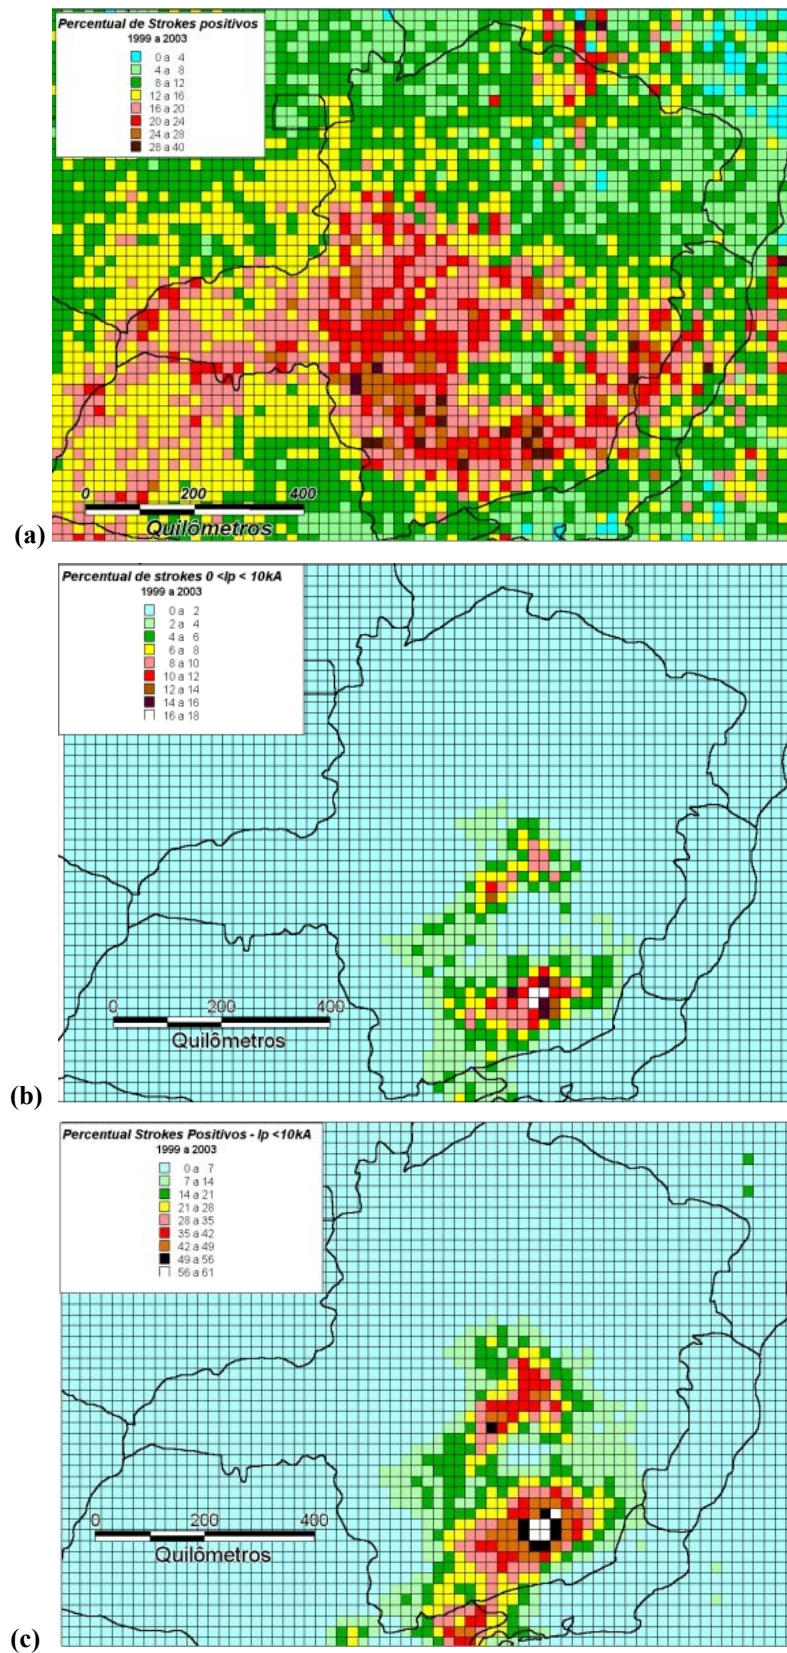 Percentual de Strokes positivos
1999 a 2003
0 a 4
4 a 8
8 a 12
12 a 16
16 a 20
20 a 24
24 a 28
28 a 40
0 200 400
Quilômetros
(a)
Percentual de strokes 0 <Ip < 10kA
1999 a 2003
0 a 2
2 a 4
4 a 6
6 a 8
8 a 10
10 a 12
12 a 14
14 a 16
16 a 18
0 200 400
Quilômetros
(b)
Percentual Strokes Positivos - Ip <10kA
1999 a 2003
0 a 7
7 a 14
14 a 21
21 a 28
28 a 35
35 a 42
42 a 49
49 a 56
56 a 61
0 200 400
Quilômetros
(c)